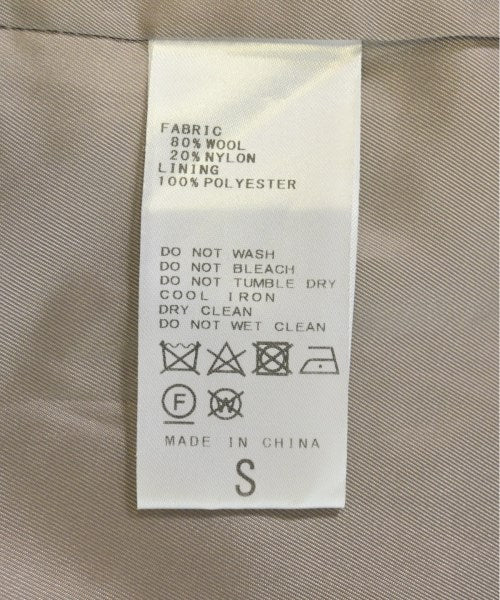 FABRIC
80% WOOL
20% NYLON
LINING
100% POLYESTER
DO NOT WASH
DO NOT BLEACH
DO NOT TUMBLE DRY
COOL IRON
DRY CLEAN
DO NOT WET CLEAN
F W
MADE IN CHINA
S